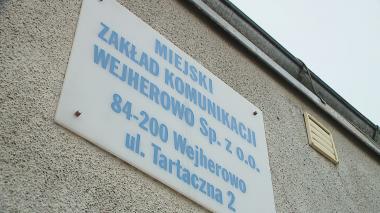 MIEJSKI
ZAKŁAD KOMUNIKACJI
WEJHEROWO Sp. z o.o.
84-200 Wejherowo
ul. Tartaczna 2